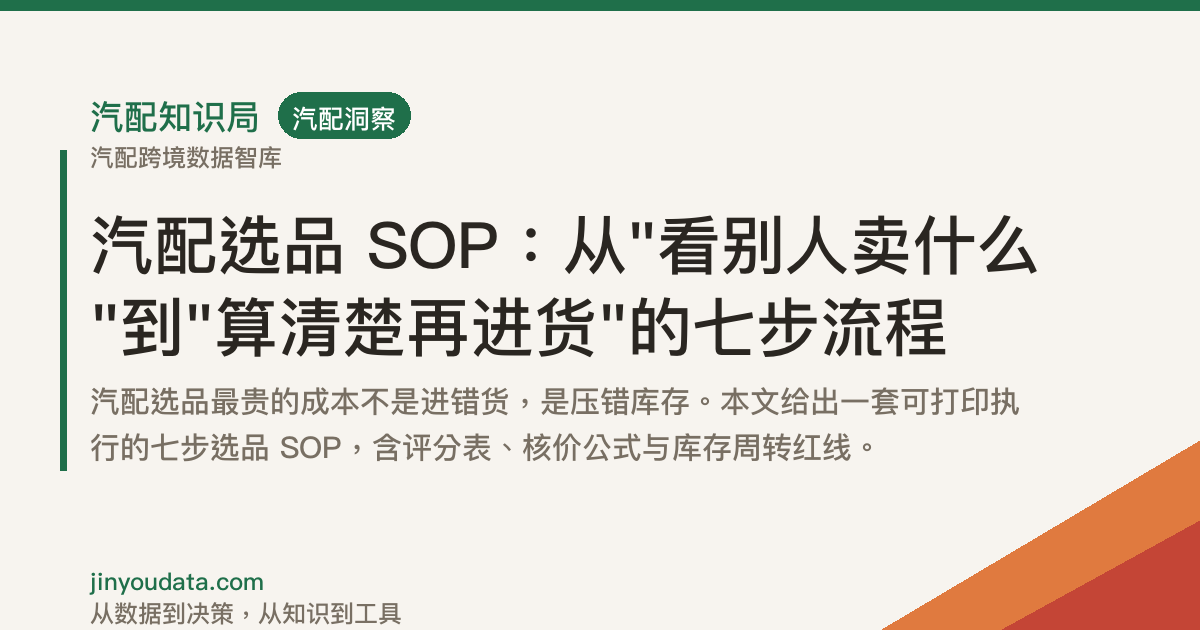 汽配知识局 汽配洞察
汽配跨境数据智库
汽配选品 SOP：从"看别人卖什么
"到"算清楚再进货"的七步流程
汽配选品最贵的成本不是进错货，是压错库存。本文给出一套可打印执
行的七步选品 SOP，含评分表、核价公式与库存周转红线。
jinyoudata.com
从数据到决策，从知识到工具